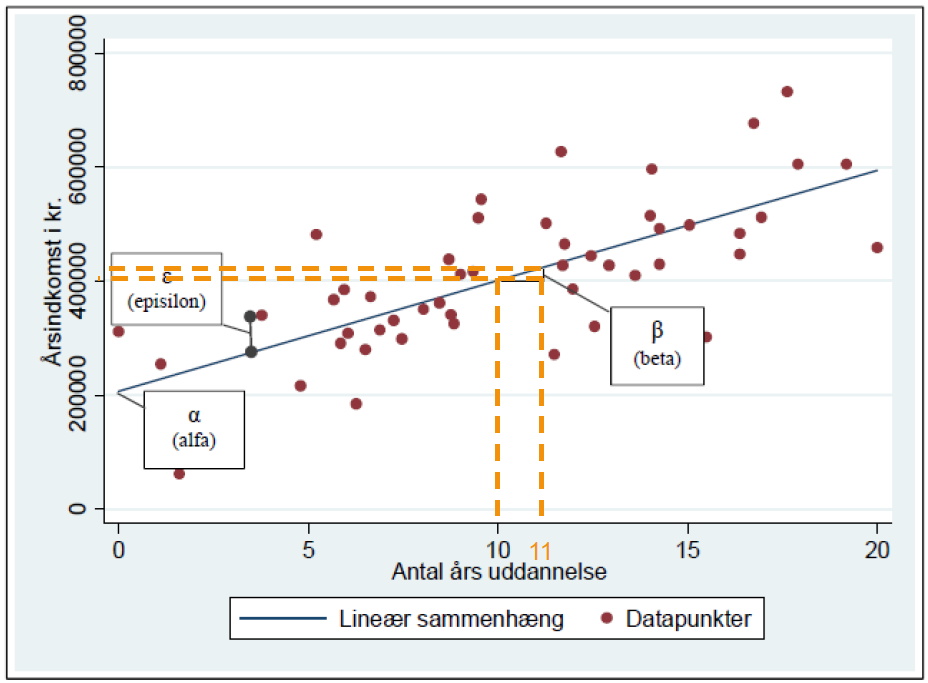 Årsindkomst i kr.
800000
600000
400000
200000
0
ε
(episilon)
α
(alfa)
β
(beta)
0 5 10 11 15 20
Antal års uddannelse
Lineær sammenhæng Datapunkter